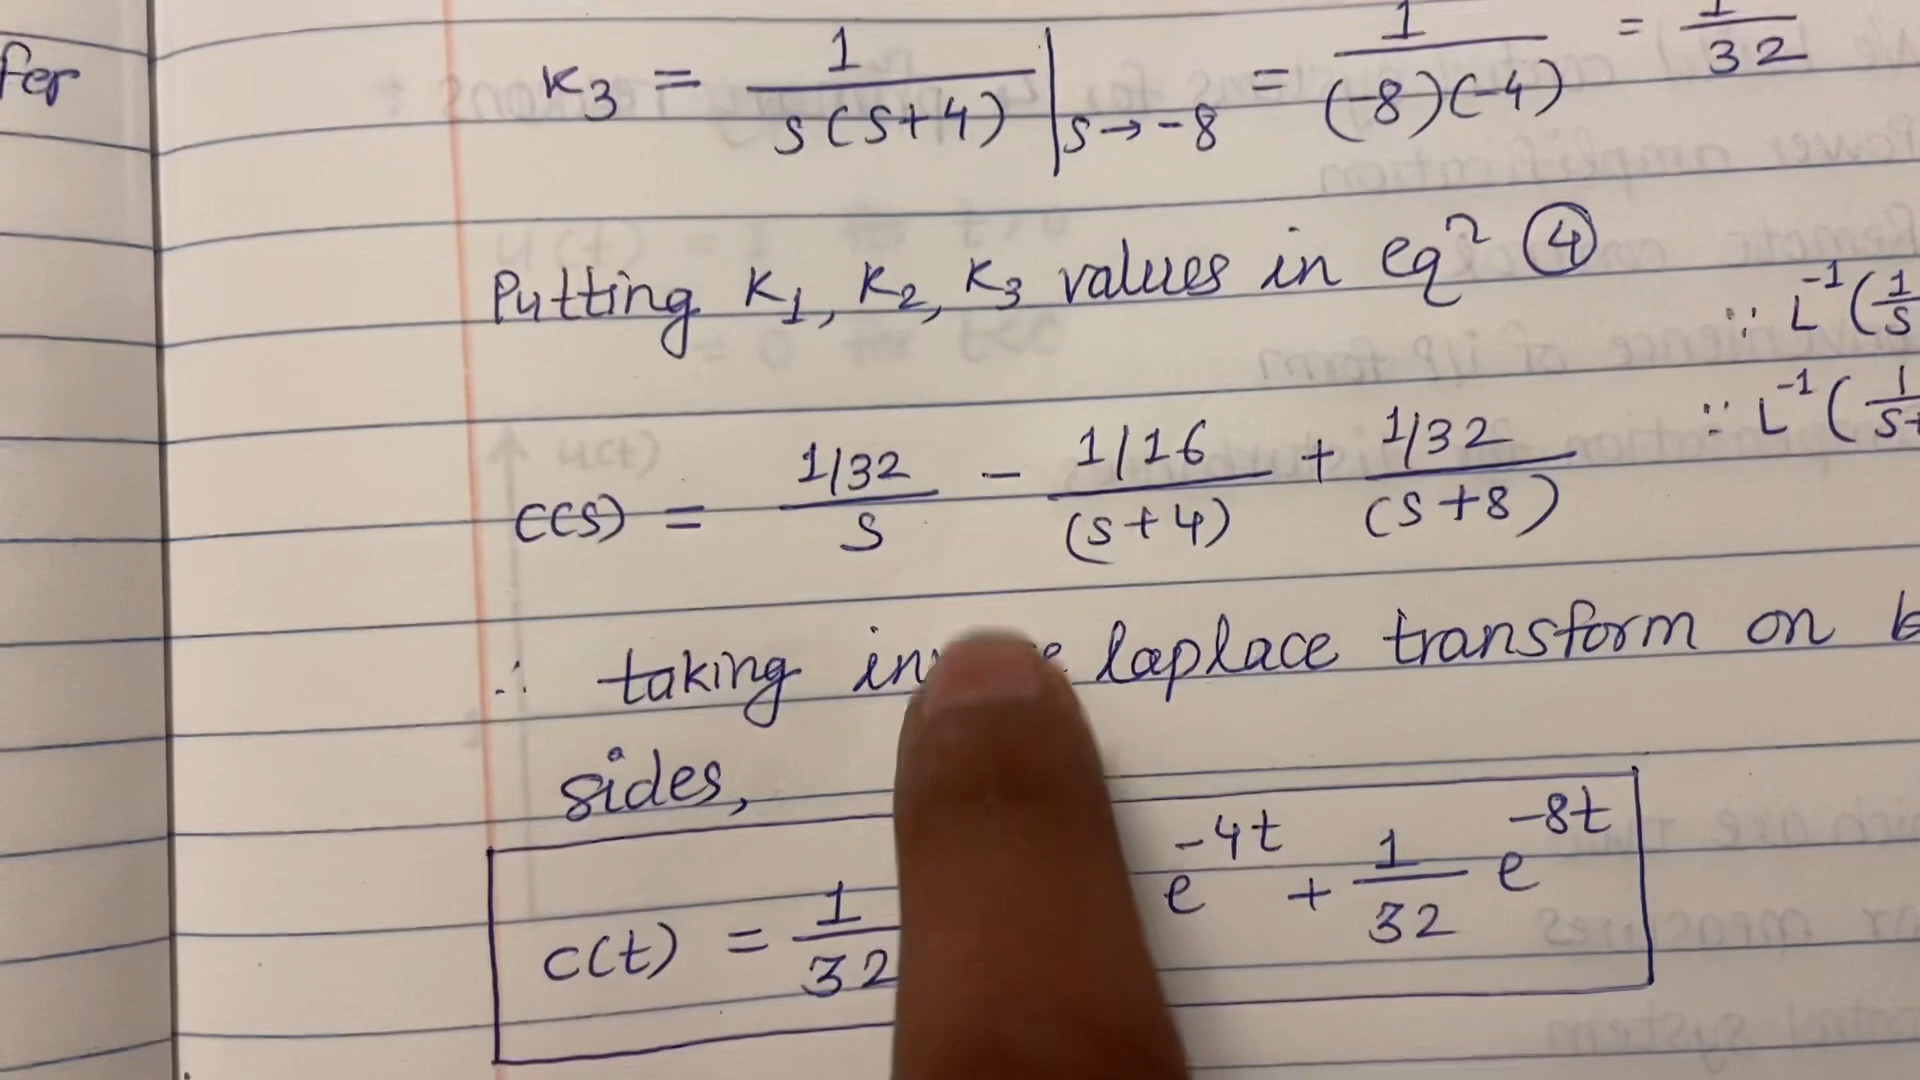 fer
K3 = 1 / s(s+4) |s→-8 = 1 / (-8)(-4) = 1 / 32
Putting K1, K2, K3 values in eqn ④
∵ L^-1 (1/s
C(s) = 1/32 / s - 1/16 / (s+4) + 1/32 / (s+8)
∵ L^-1 ( 1/s+
∴ taking laplace transform on
sides,
c(t) = 1/32 e^-4t + 1/32 e^-8t